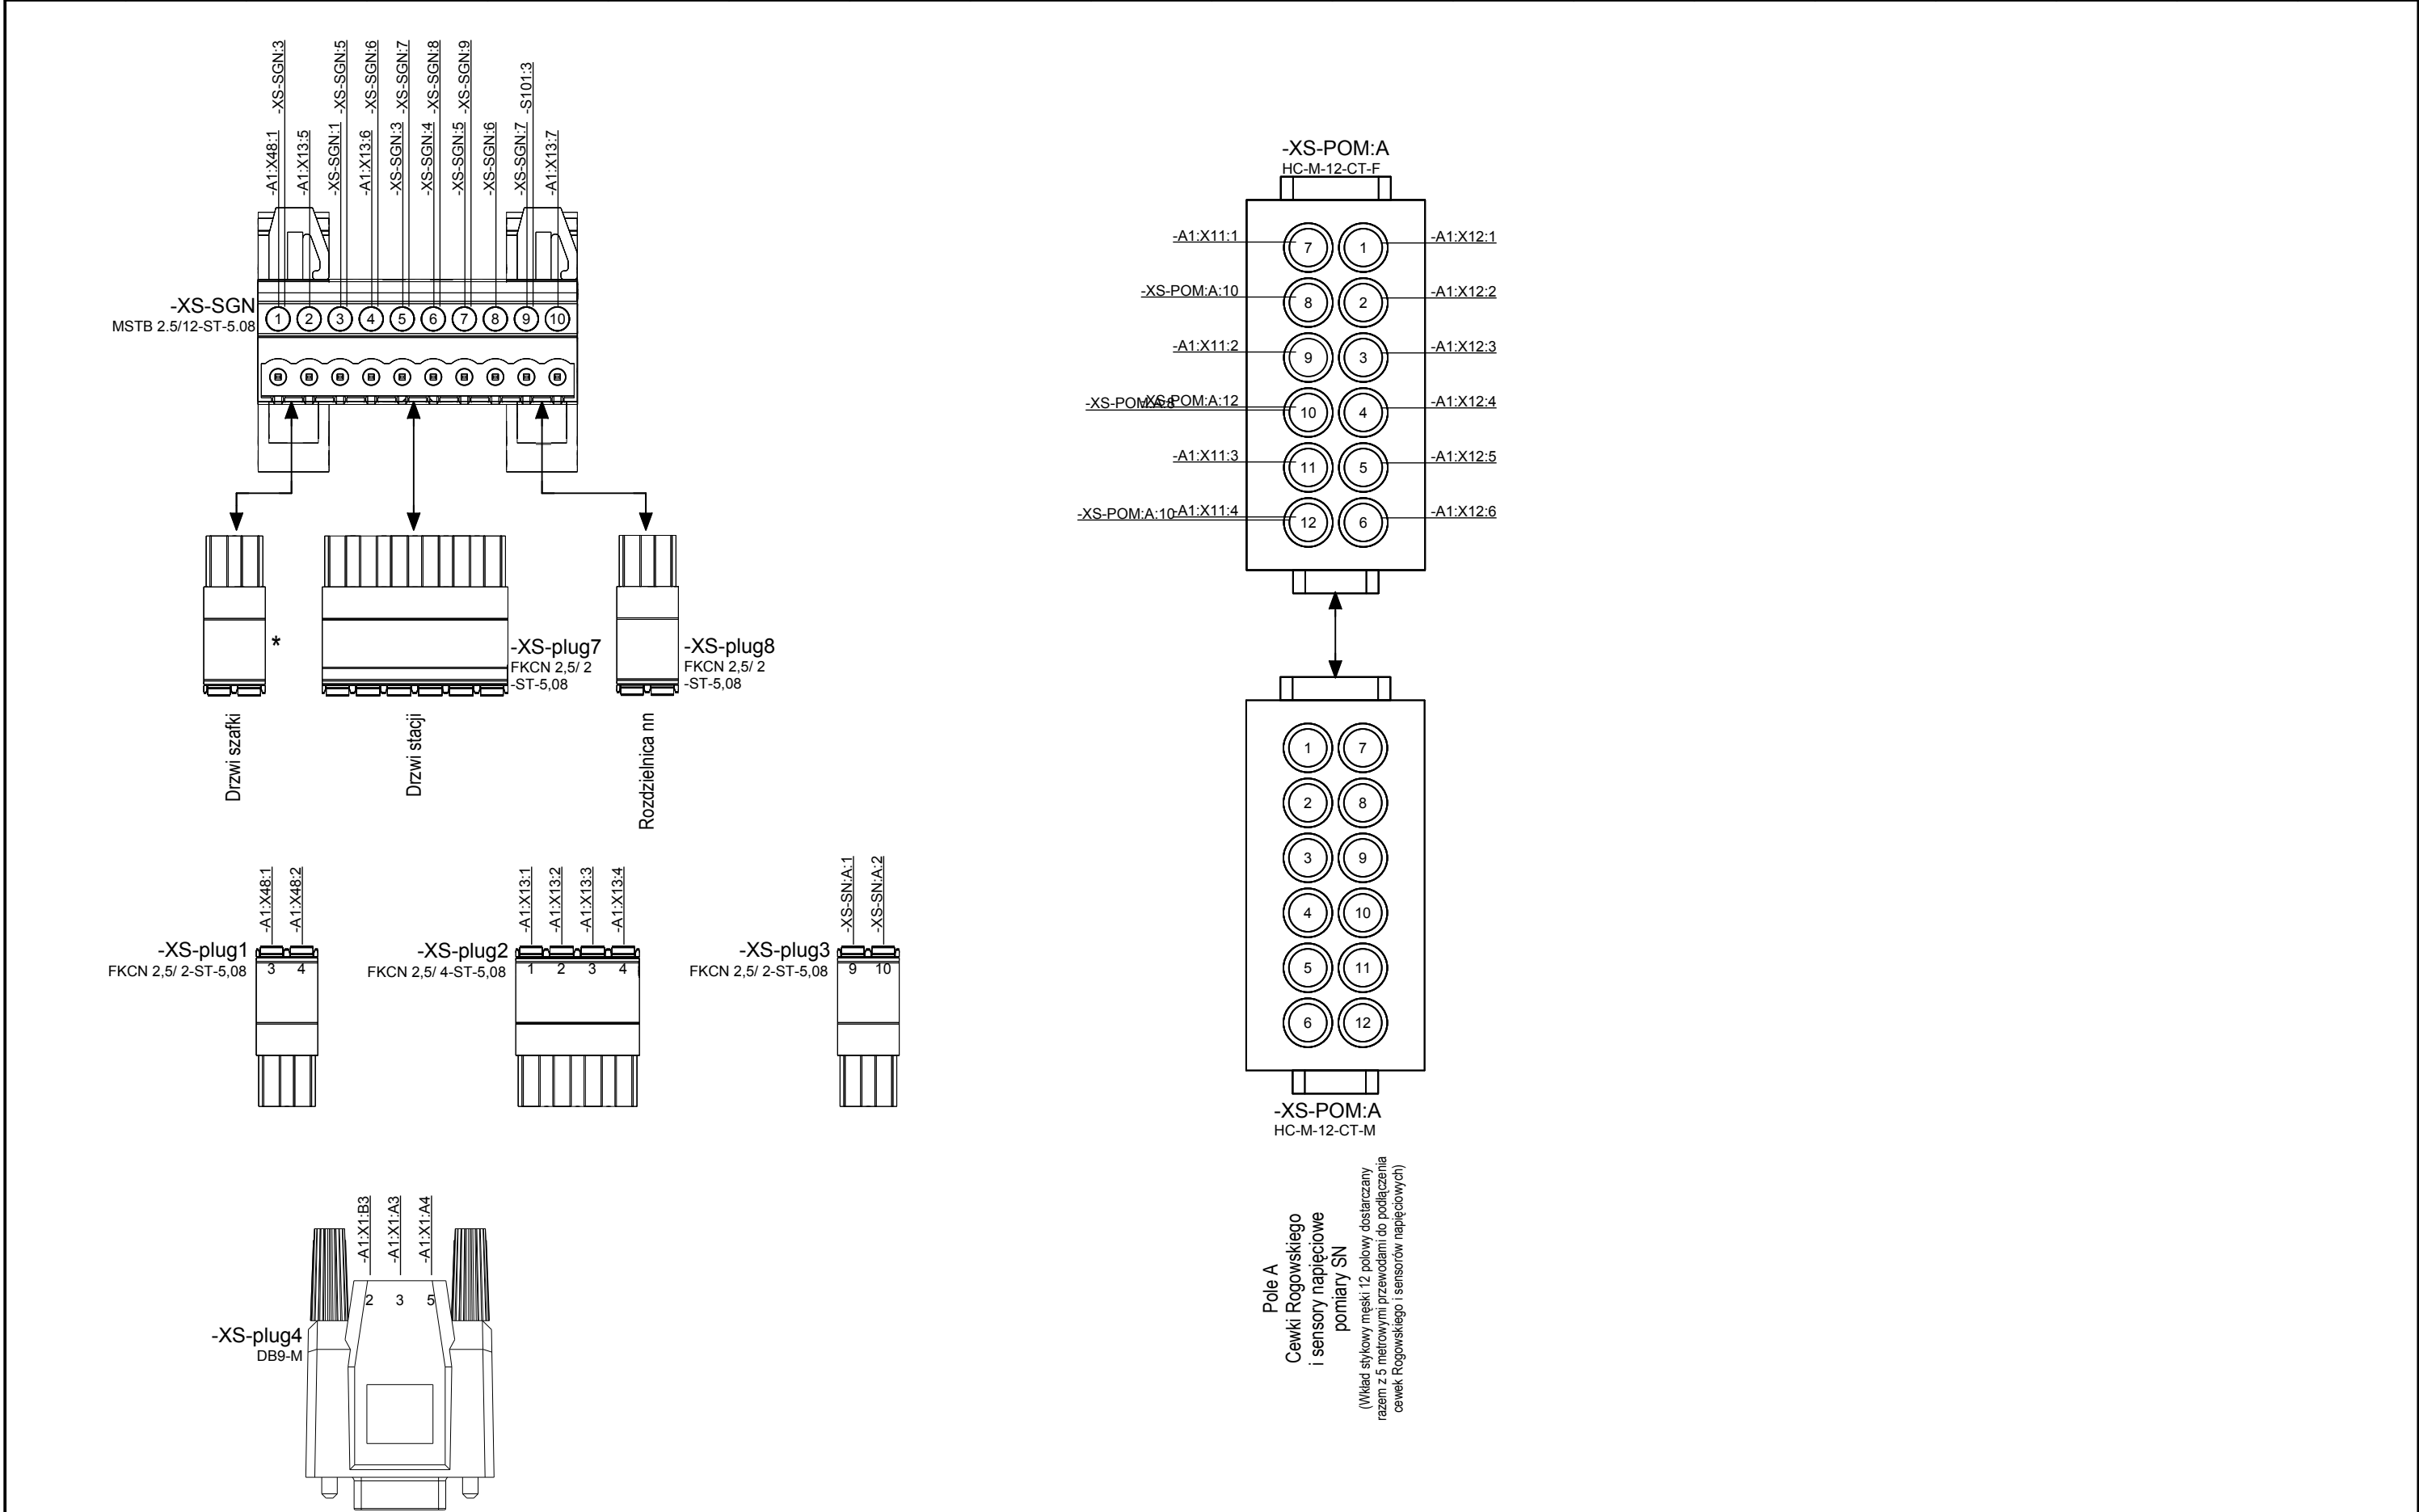 -XS-SGN:3
-XS-SGN:5
-XS-SGN:6
-XS-SGN:7
-XS-SGN:8
-XS-SGN:9
-S101:3
-A1:X48:1
-A1:X13:5
-XS-SGN:1
-A1:X13:6
-XS-SGN:3
-XS-SGN:4
-XS-SGN:5
-XS-SGN:6
-XS-SGN:7
-A1:X13:7
-XS-SGN
MSTB 2.5/12-ST-5.08
1 2 3 4 5 6 7 8 9 10
*
-XS-plug7
FKCN 2,5/ 2
-ST-5,08
-XS-plug8
FKCN 2,5/ 2
-ST-5,08
Drzwi szafki
Drzwi stacji
Rozdzielnica nn
-A1:X48:1
-A1:X48:2
-XS-plug1
FKCN 2,5/ 2-ST-5,08
3 4
-A1:X13:1
-A1:X13:2
-A1:X13:3
-A1:X13:4
-XS-plug2
FKCN 2,5/ 4-ST-5,08
1 2 3 4
-XS-SN:A:1
-XS-SN:A:2
-XS-plug3
FKCN 2,5/ 2-ST-5,08
9 10
-A1:X1:B3
-A1:X1:A3
-A1:X1:A4
2 3 5
-XS-plug4
DB9-M
-XS-POM:A
HC-M-12-CT-F
-A1:X11:1 7 1 -A1:X12:1
-XS-POM:A:10 8 2 -A1:X12:2
-A1:X11:2 9 3 -A1:X12:3
-XS-POM:A:8 -XS-POM:A:12 10 4 -A1:X12:4
-A1:X11:3 11 5 -A1:X12:5
-XS-POM:A:10 -A1:X11:4 12 6 -A1:X12:6
1 7
2 8
3 9
4 10
5 11
6 12
-XS-POM:A
HC-M-12-CT-M
Pole A
Cewki Rogowskiego
i sensory napięciowe
pomiary SN
(Wkład stykowy męski 12 polowy dostarczany
razem z 5 metrowymi przewodami do podłączenia
cewek Rogowskiego i sensorów napięciowych)